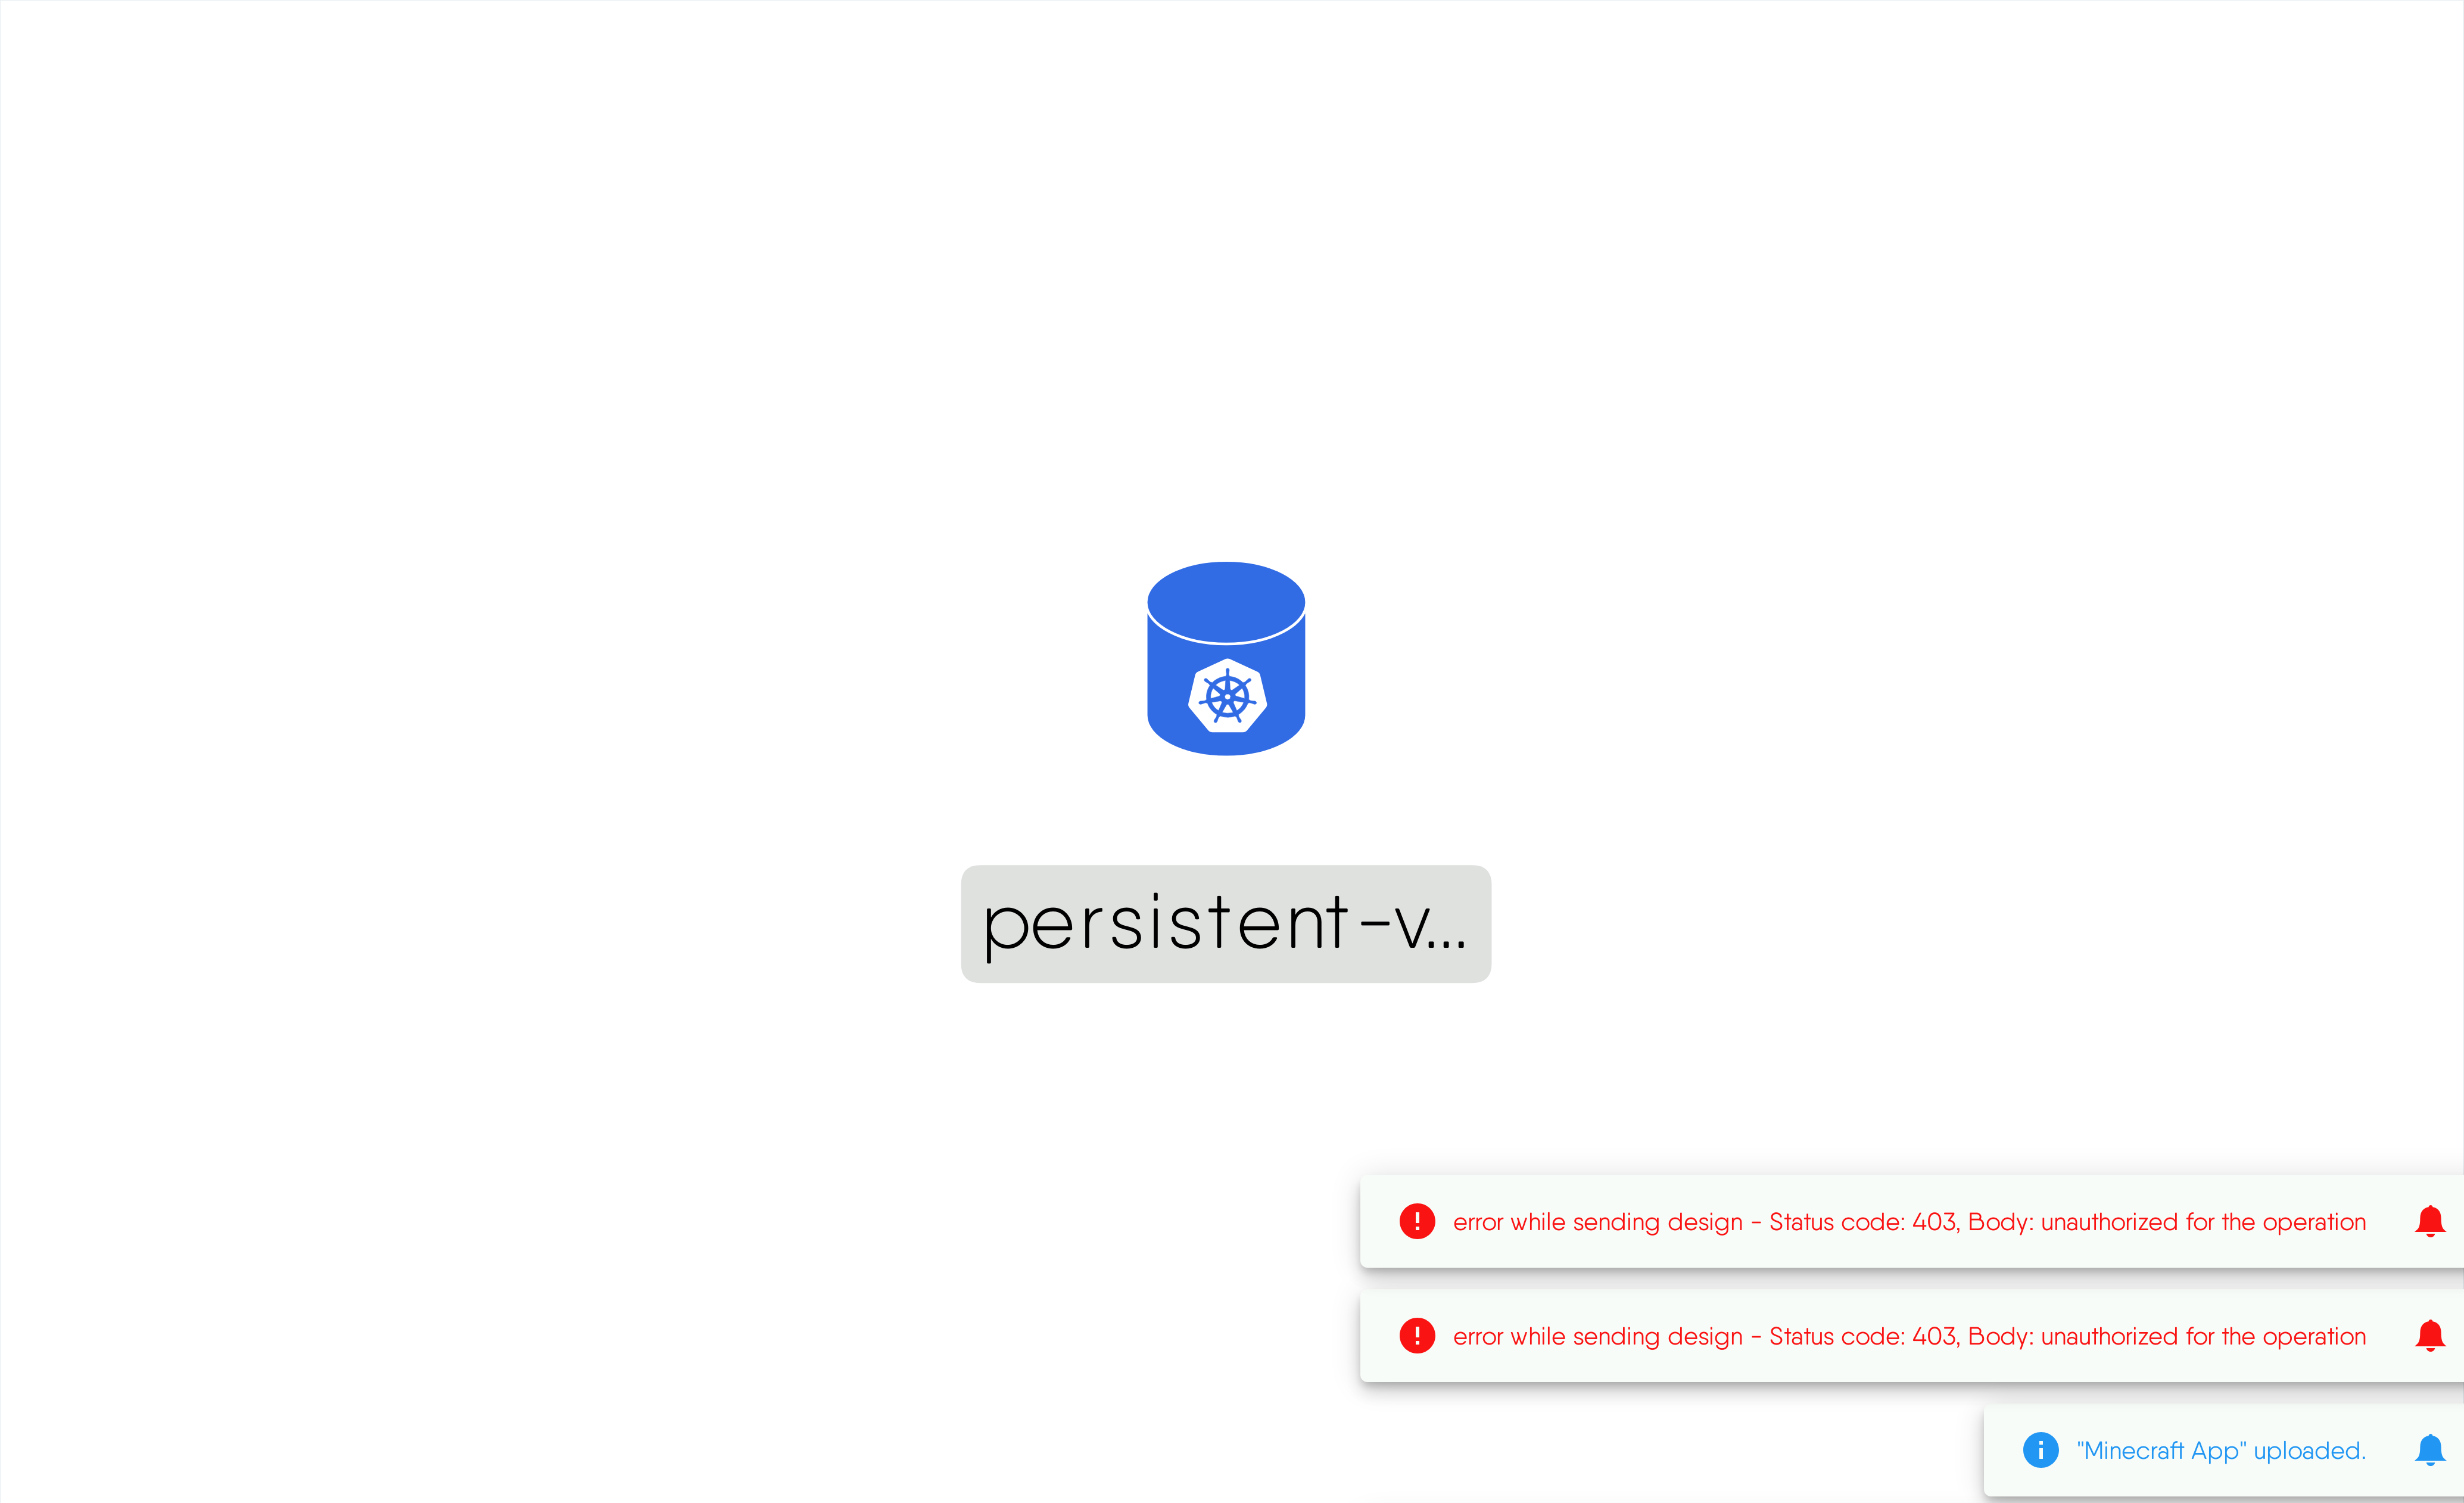 persistent-v...
error while sending design - Status code: 403, Body: unauthorized for the operation
error while sending design - Status code: 403, Body: unauthorized for the operation
"Minecraft App" uploaded.